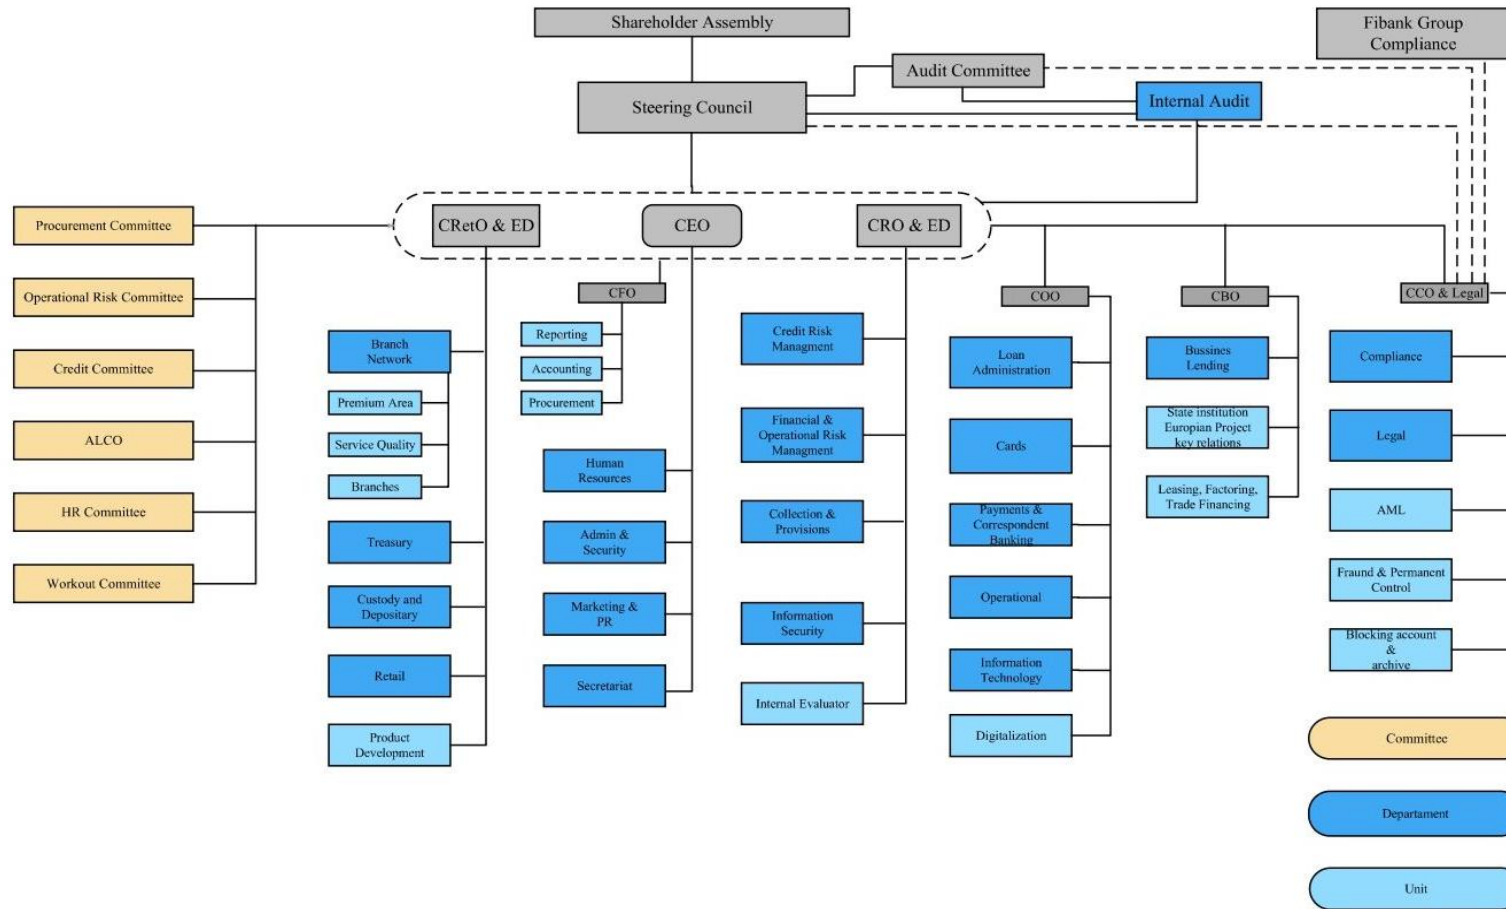 Shareholder Assembly
Fibank Group
Compliance
Audit Committee
Steering Council
Internal Audit
Procurement Committee
Operational Risk Committee
Credit Committee
ALCO
HR Committee
Workout Committee
CRetO & ED
CEO
CRO & ED
CFO
COO
CBO
CCO & Legal
Branch
Network
Premium Area
Service Quality
Branches
Treasury
Custody and
Depositary
Retail
Product
Development
Reporting
Accounting
Procurement
Human
Resources
Admin &
Security
Marketing &
PR
Secretariat
Credit Risk
Managment
Financial &
Operational Risk
Managment
Collection &
Provisions
Information
Security
Internal Evaluator
Loan
Administration
Cards
Payments &
Correspondent
Banking
Operational
Information
Technology
Digitalization
Bussines
Lending
State institution
Europian Project
key relations
Leasing, Factoring,
Trade Financing
Compliance
Legal
AML
Fraund & Permanent
Control
Blocking account
&
archive
Committee
Departament
Unit